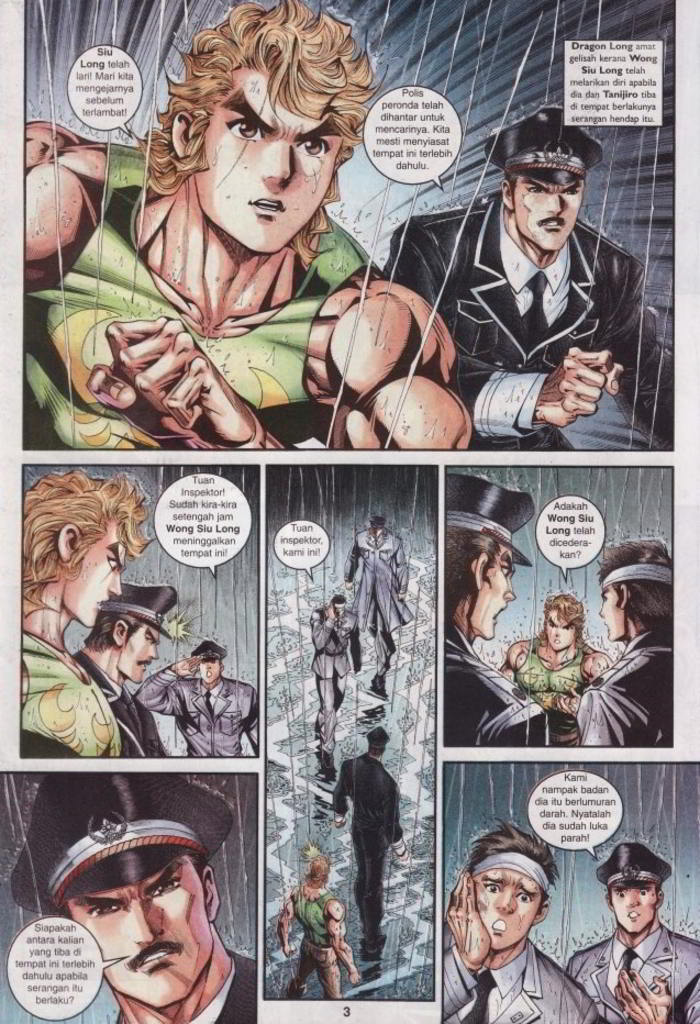 Siu
Long telah
lari! Mari kita
mengejarnya
sebelum
terlambat!
Polis
peronda telah
dihantar untuk
mencarinya. Kita
mesti menyiasat
tempat ini terlebih
dahulu.
Dragon Long amat
gelisah kerana Wong
Siu Long telah
melarikan diri apabila
dia dan Tanijiro tiba
di tempat berlakunya
serangan hendap itu.
Tuan
Inspektor!
Sudah kira-kira
setengah jam
Wong Siu Long
meninggalkan
tempat ini!
Tuan
inspektor,
kami ini!
Adakah
Wong Siu
Long telah
dicedera-
kan?
Siapakah
antara kalian
yang tiba di
tempat ini terlebih
dahulu apabila
serangan itu
berlaku?
Kami
nampak badan
dia itu berlumuran
darah. Nyatalah
dia sudah luka
parah!
3